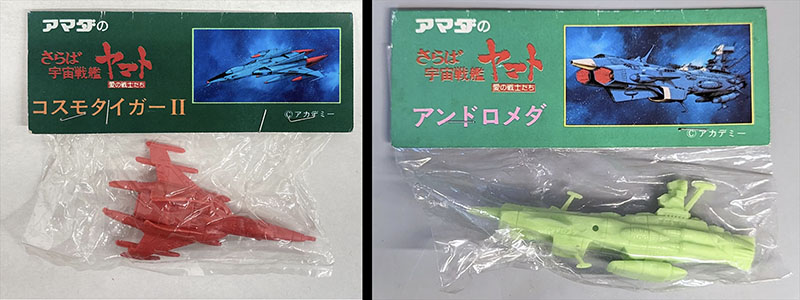 アマダの
さらば
宇宙戦艦
ヤマト
愛の戦士たち
コスモタイガーII
©アカデミー
アマダの
さらば
宇宙戦艦
ヤマト
愛の戦士たち
アンドロメダ
©アカデミー